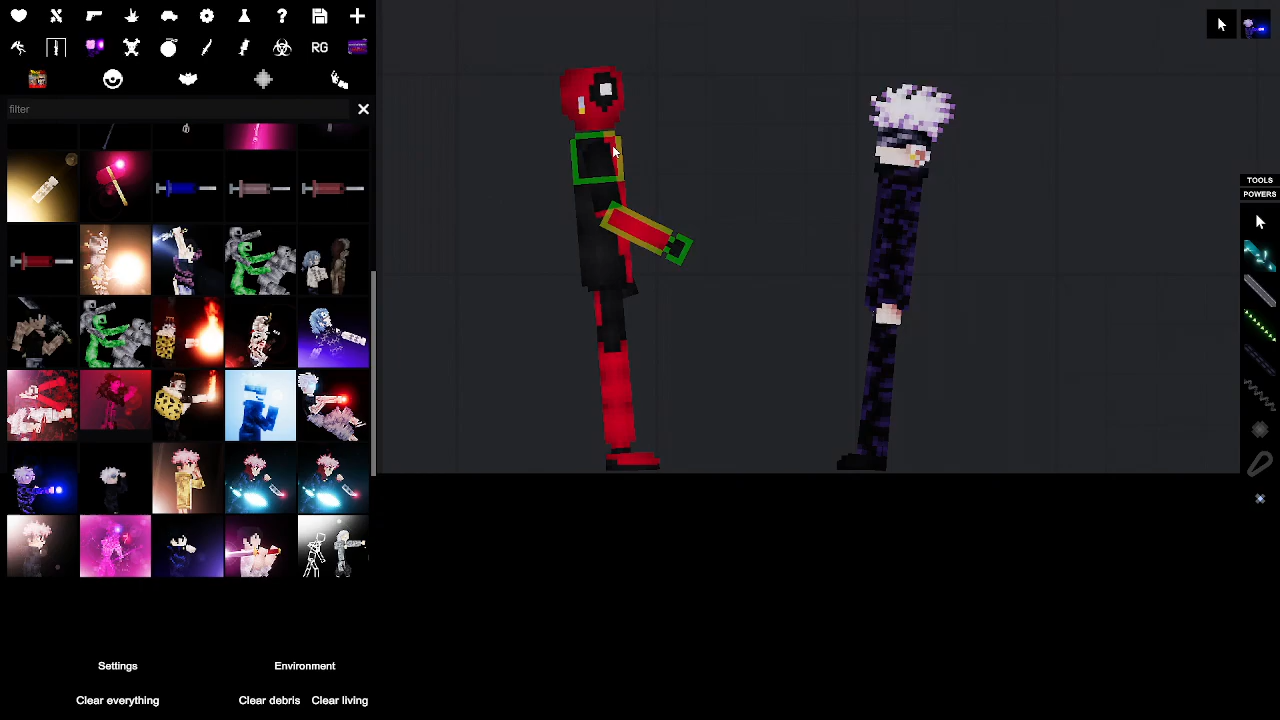 ?
RG
filter
TOOLS
POWERS
Settings
Environment
Clear everything
Clear debris
Clear living